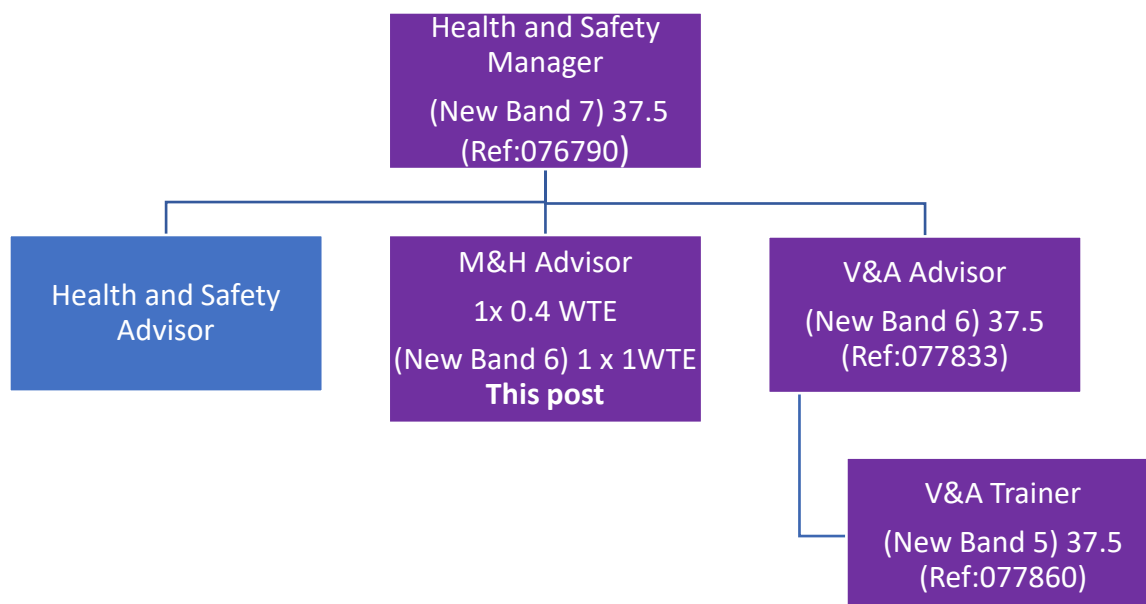 Health and Safety
Manager
(New Band 7) 37.5
(Ref:076790)
Health and Safety
Advisor
M&H Advisor
1x 0.4 WTE
(New Band 6) 1 x 1WTE
This post
V&A Advisor
(New Band 6) 37.5
(Ref:077833)
V&A Trainer
(New Band 5) 37.5
(Ref:077860)